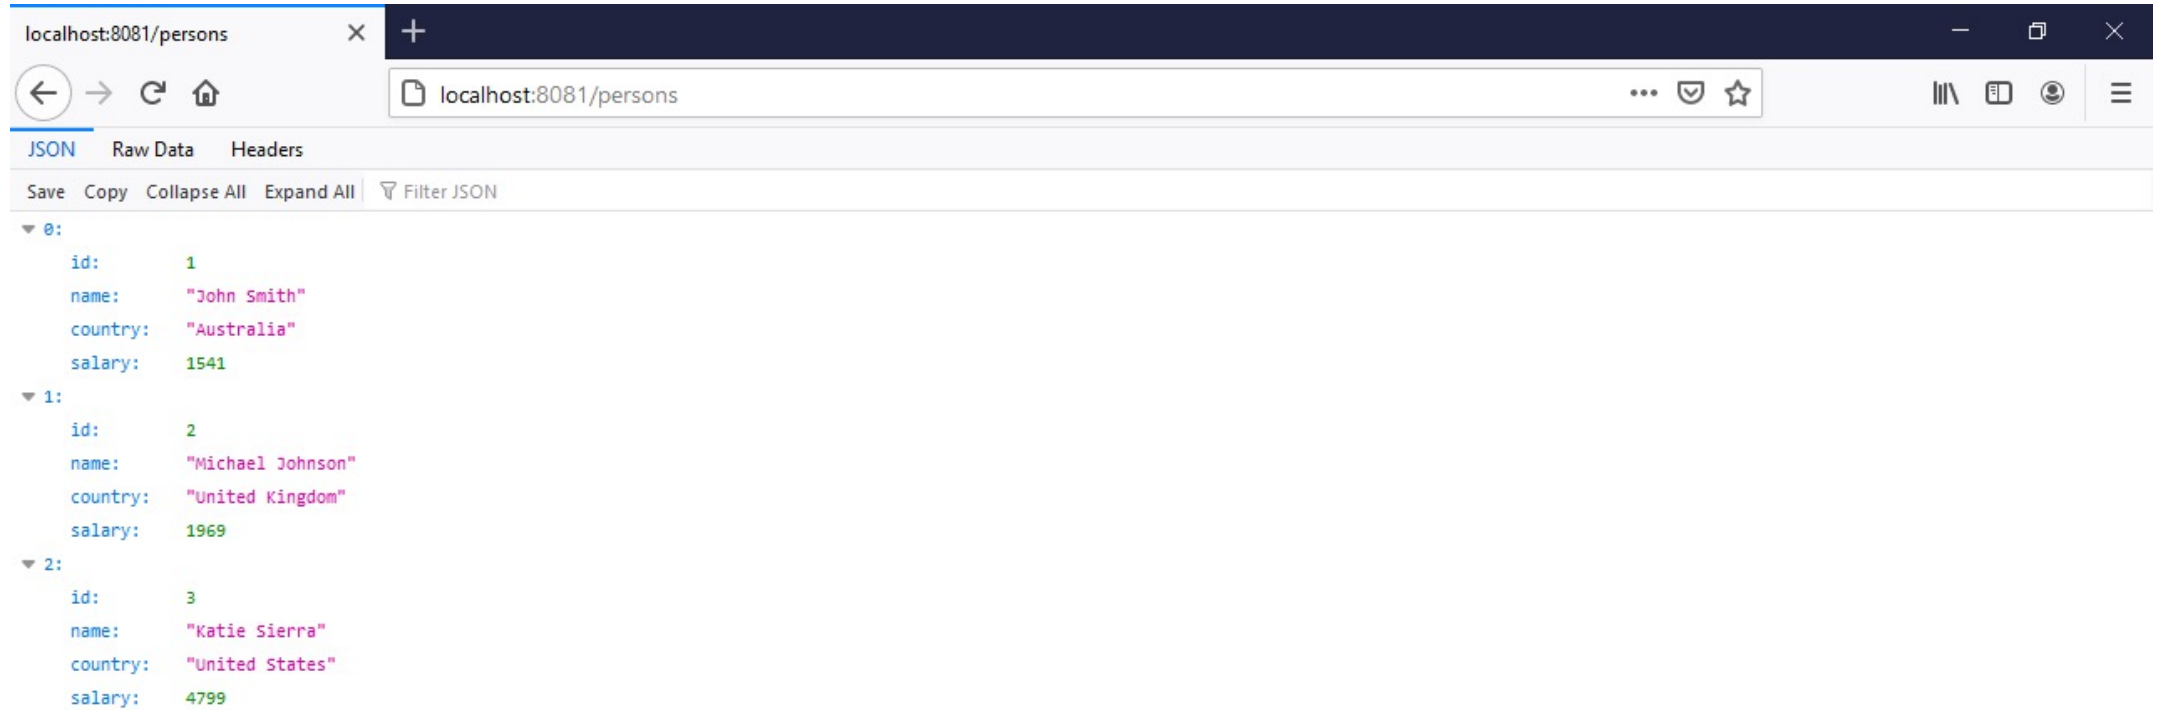 localhost:8081/persons
localhost:8081/persons
JSON Raw Data Headers
Save Copy Collapse All Expand All Filter JSON
0:
id: 1
name: "John Smith"
country: "Australia"
salary: 1541
1:
id: 2
name: "Michael Johnson"
country: "United Kingdom"
salary: 1969
2:
id: 3
name: "Katie Sierra"
country: "United States"
salary: 4799